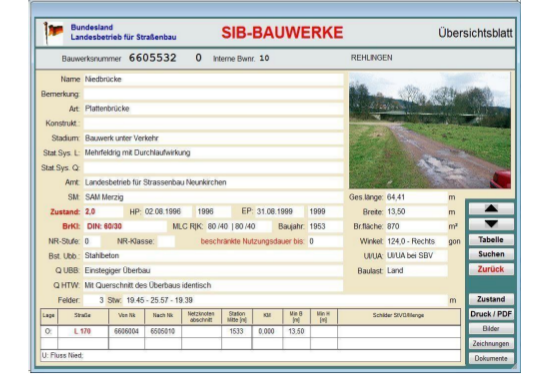 Bundesland
Landesbetrieb für Straßenbau
SIB-BAUWERKE
Übersichtsblatt
Bauwerksnummer 6605532 0 Interne Bwnr. 10 REHLINGEN
Name Niedbrücke
Bemerkung:
Art: Plattenbrücke
Konstrukt.:
Stadium: Bauwerk unter Verkehr
Stat.Sys. L: Mehrfeldrig mit Durchlaufwirkung
Stat.Sys. Q:
Amt: Landesbetrieb für Strassenbau Neunkirchen
SM: SAM Merzig
Ges.länge: 64,41 m
Zustand: 2,0 HP: 02.08.1996 1996 EP: 31.08.1999 1999
Breite: 13,50 m
BrKl: DIN: 60/30 MLC R|K: 80 /40 | 80 /40 Baujahr: 1953
Br.fläche: 870 m²
NR-Stufe: 0 NR-Klasse: beschränkte Nutzungsdauer bis: 0
Winkel: 124,0 - Rechts gon
Tabelle
Bst. Ubb.: Stahlbeton
UI/UA: UI/UA bei SBV
Suchen
Q UBB: Einstegiger Überbau
Baulast: Land
Zurück
Q HTW: Mit Querschnitt des Überbaus identisch
Felder: 3 Stw: 19.45 - 25.57 - 19.39 m
Zustand
Lage Straße Von Nk Nach Nk Netzknoten abschnitt Station Mitte [m] KM Min B [m] Min H [m] Schilder StVO/Menge
Druck / PDF
O: L 170 6606004 6505010 1533 0,000 13,50
Bilder
Zeichnungen
U: Fluss Nied;
Dokumente